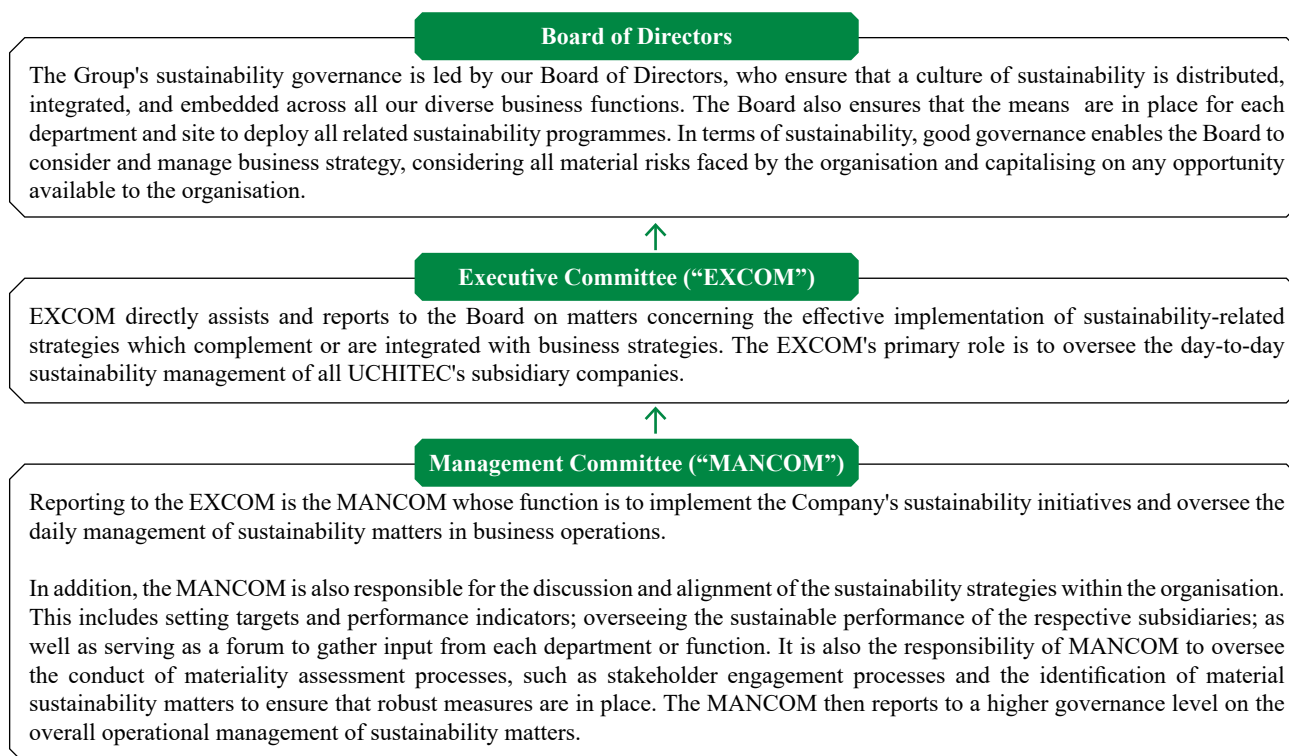 Board of Directors
The Group's sustainability governance is led by our Board of Directors, who ensure that a culture of sustainability is distributed,
integrated, and embedded across all our diverse business functions. The Board also ensures that the means are in place for each
department and site to deploy all related sustainability programmes. In terms of sustainability, good governance enables the Board to
consider and manage business strategy, considering all material risks faced by the organisation and capitalising on any opportunity
available to the organisation.
Executive Committee (“EXCOM”)
EXCOM directly assists and reports to the Board on matters concerning the effective implementation of sustainability-related
strategies which complement or are integrated with business strategies. The EXCOM's primary role is to oversee the day-to-day
sustainability management of all UCHITEC's subsidiary companies.
Management Committee (“MANCOM”)
Reporting to the EXCOM is the MANCOM whose function is to implement the Company's sustainability initiatives and oversee the
daily management of sustainability matters in business operations.
In addition, the MANCOM is also responsible for the discussion and alignment of the sustainability strategies within the organisation.
This includes setting targets and performance indicators; overseeing the sustainable performance of the respective subsidiaries; as
well as serving as a forum to gather input from each department or function. It is also the responsibility of MANCOM to oversee
the conduct of materiality assessment processes, such as stakeholder engagement processes and the identification of material
sustainability matters to ensure that robust measures are in place. The MANCOM then reports to a higher governance level on the
overall operational management of sustainability matters.